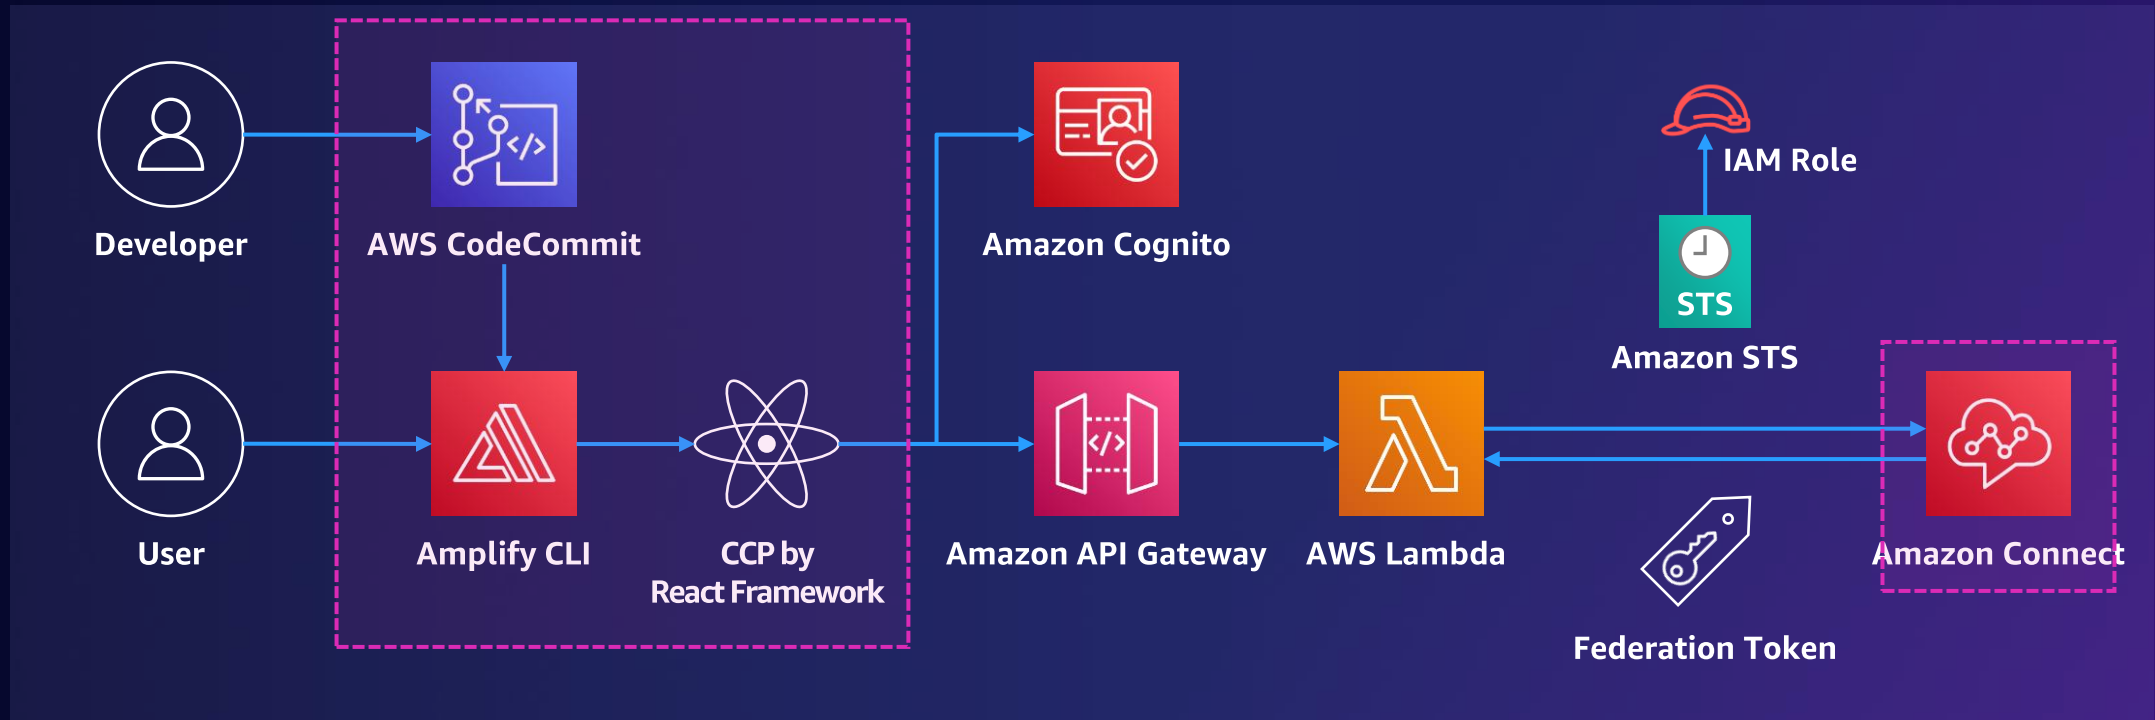 Developer
AWS CodeCommit
Amazon Cognito
IAM Role
STS
Amazon STS
User
Amplify CLI
CCP by
React Framework
Amazon API Gateway
AWS Lambda
Amazon Connect
Federation Token